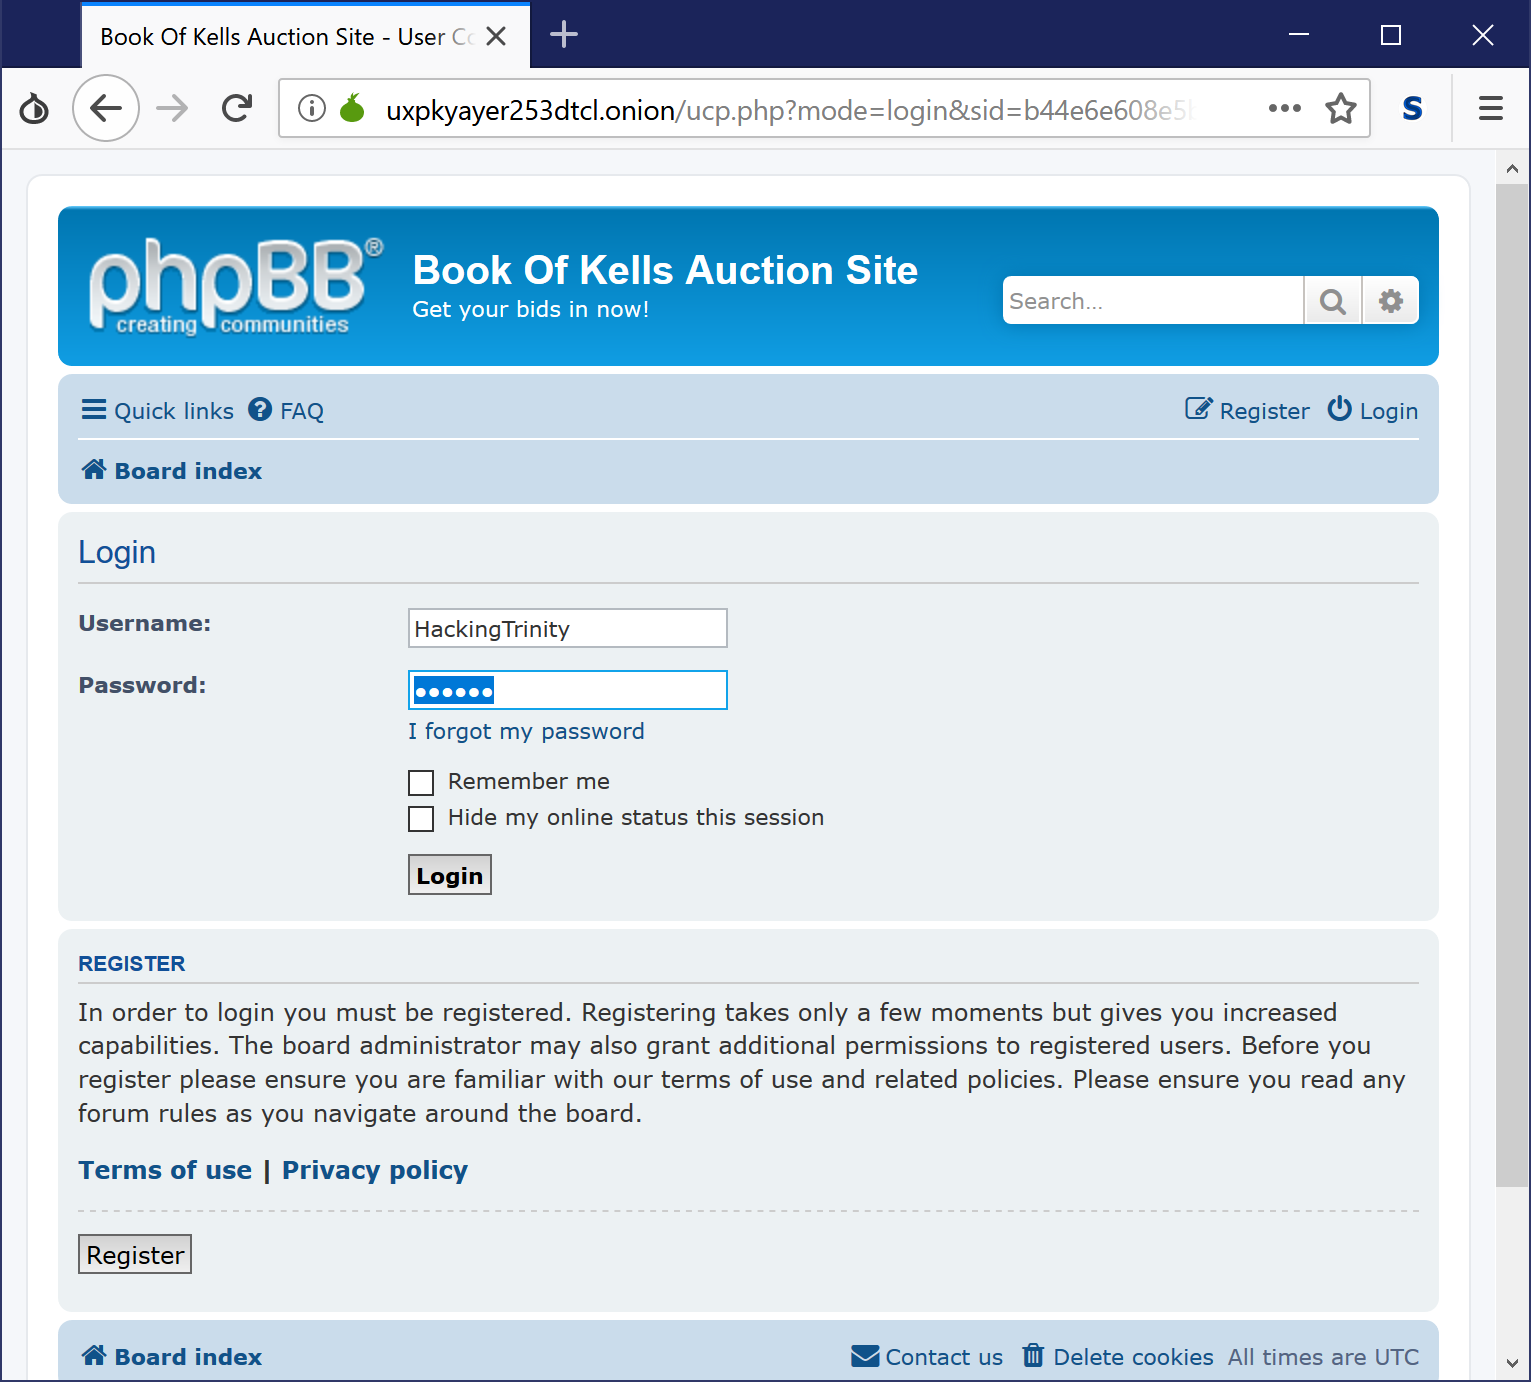 Book Of Kells Auction Site - User
uxpkyayer253dtcl.onion/ucp.php?mode=login&sid=b44e6e608e5
S
phpBB®
creating communities
Book Of Kells Auction Site
Get your bids in now!
Search…
Quick links FAQ Register Login
Board index
Login
Username: HackingTrinity
Password: ●●●●●●
I forgot my password
Remember me
Hide my online status this session
Login
REGISTER
In order to login you must be registered. Registering takes only a few moments but gives you increased
capabilities. The board administrator may also grant additional permissions to registered users. Before you
register please ensure you are familiar with our terms of use and related policies. Please ensure you read any
forum rules as you navigate around the board.
Terms of use | Privacy policy
Register
Board index Contact us Delete cookies All times are UTC